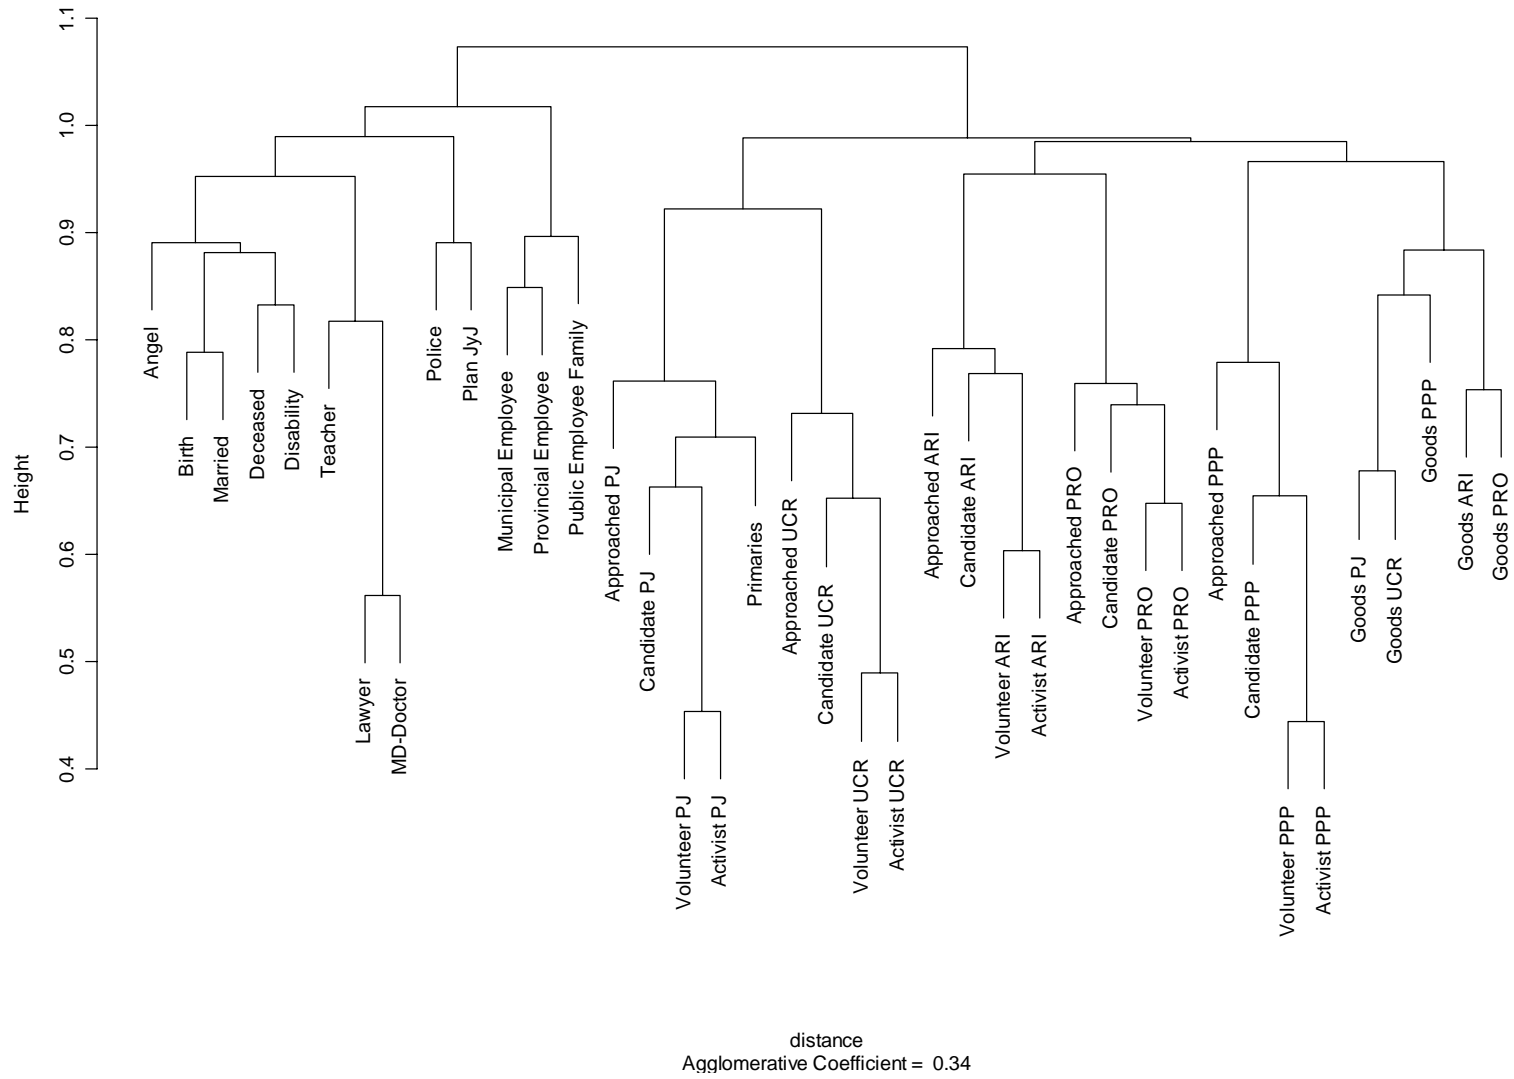 Height
1.1
1.0
0.9
0.8
0.7
0.6
0.5
0.4
Angel
Birth
Married
Deceased
Disability
Teacher
Lawyer
MD-Doctor
Police
Plan JyJ
Municipal Employee
Provincial Employee
Public Employee Family
Approached PJ
Candidate PJ
Volunteer PJ
Activist PJ
Primaries
Approached UCR
Candidate UCR
Volunteer UCR
Activist UCR
Approached ARI
Candidate ARI
Volunteer ARI
Activist ARI
Approached PRO
Candidate PRO
Volunteer PRO
Activist PRO
Approached PPP
Candidate PPP
Volunteer PPP
Activist PPP
Goods PJ
Goods UCR
Goods PPP
Goods ARI
Goods PRO
distance
Agglomerative Coefficient = 0.34